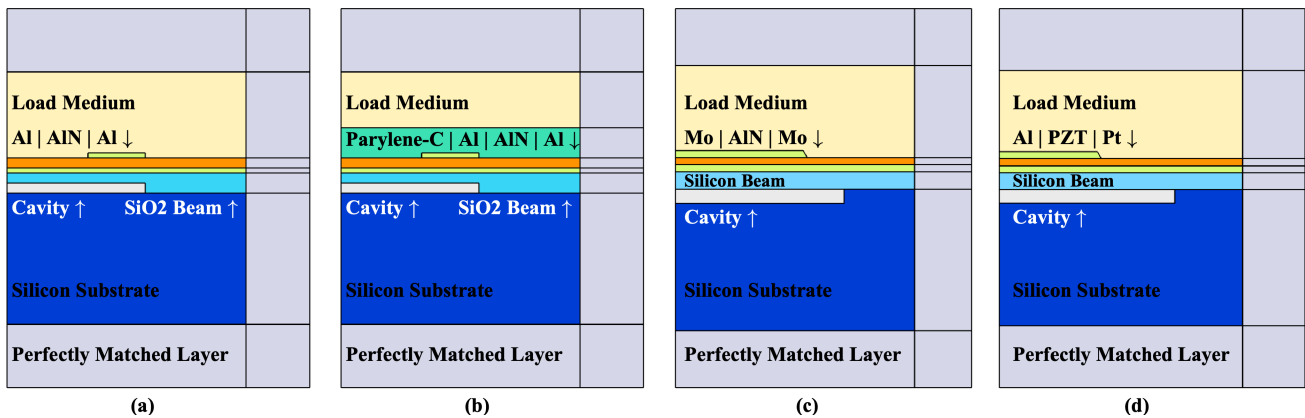 Load Medium
Al | AlN | Al ↓
Cavity ↑ SiO2 Beam ↑
Silicon Substrate
Perfectly Matched Layer
(a)
Load Medium
Parylene-C | Al | AlN | Al ↓
Cavity ↑ SiO2 Beam ↑
Silicon Substrate
Perfectly Matched Layer
(b)
Load Medium
Mo | AlN | Mo ↓
Silicon Beam
Cavity ↑
Silicon Substrate
Perfectly Matched Layer
(c)
Load Medium
Al | PZT | Pt ↓
Silicon Beam
Cavity ↑
Silicon Substrate
Perfectly Matched Layer
(d)